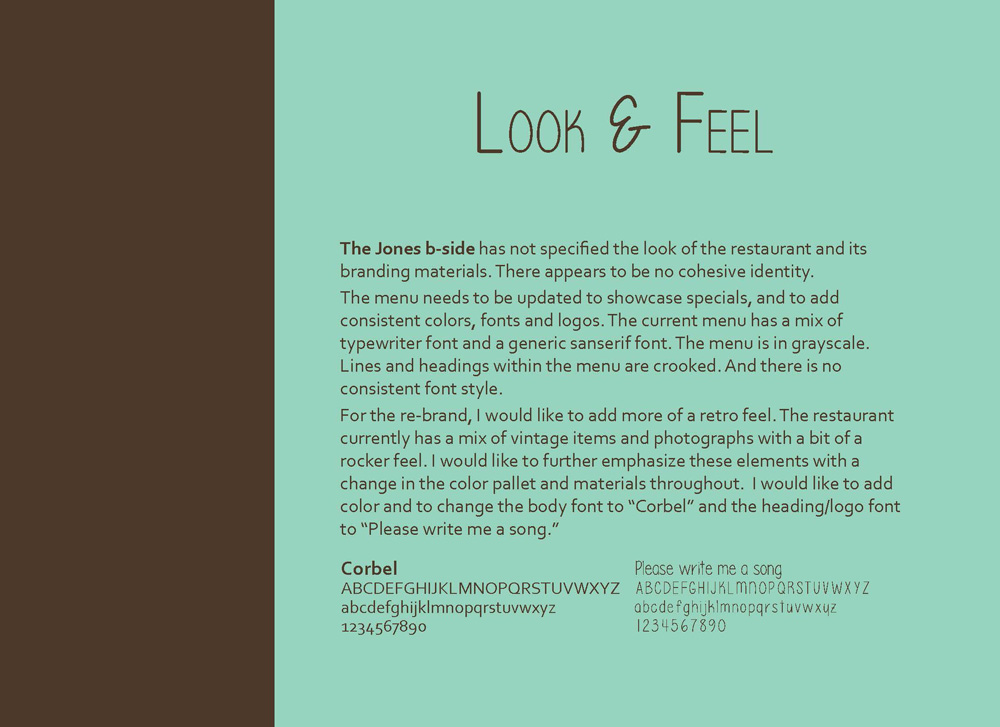 Look & Feel
The Jones b-side has not specified the look of the restaurant and its
branding materials. There appears to be no cohesive identity.
The menu needs to be updated to showcase specials, and to add
consistent colors, fonts and logos. The current menu has a mix of
typewriter font and a generic sanserif font. The menu is in grayscale.
Lines and headings within the menu are crooked. And there is no
consistent font style.
For the re-brand, I would like to add more of a retro feel. The restaurant
currently has a mix of vintage items and photographs with a bit of a
rocker feel. I would like to further emphasize these elements with a
change in the color pallet and materials throughout.  I would like to add
color and to change the body font to “Corbel” and the heading/logo font
to “Please write me a song.”
Corbel
ABCDEFGHIJKLMNOPQRSTUVWXYZ
abcdefghijklmnopqrstuvwxyz
1234567890
Please write me a song
ABCDEFGHIJKLMNOPQRSTUVWXYZ
abcdefghijklmnopqrstuvwxyz
1234567890